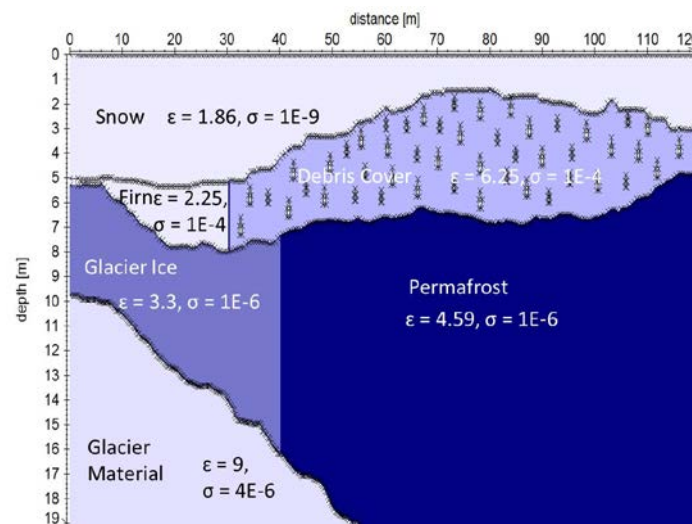 distance [m]
0 10 20 30 40 50 60 70 80 90 100 110 120
depth [m]
0
1
2
3
4
5
6
7
8
9
10
11
12
13
14
15
16
17
18
19
Snow ε = 1.86, σ = 1E-9
Debris Cover ε = 6.25, σ = 1E-4
Firn ε = 2.25,
σ = 1E-4
Glacier Ice
ε = 3.3, σ = 1E-6
Permafrost
ε = 4.59, σ = 1E-6
Glacier
Material
ε = 9,
σ = 4E-6